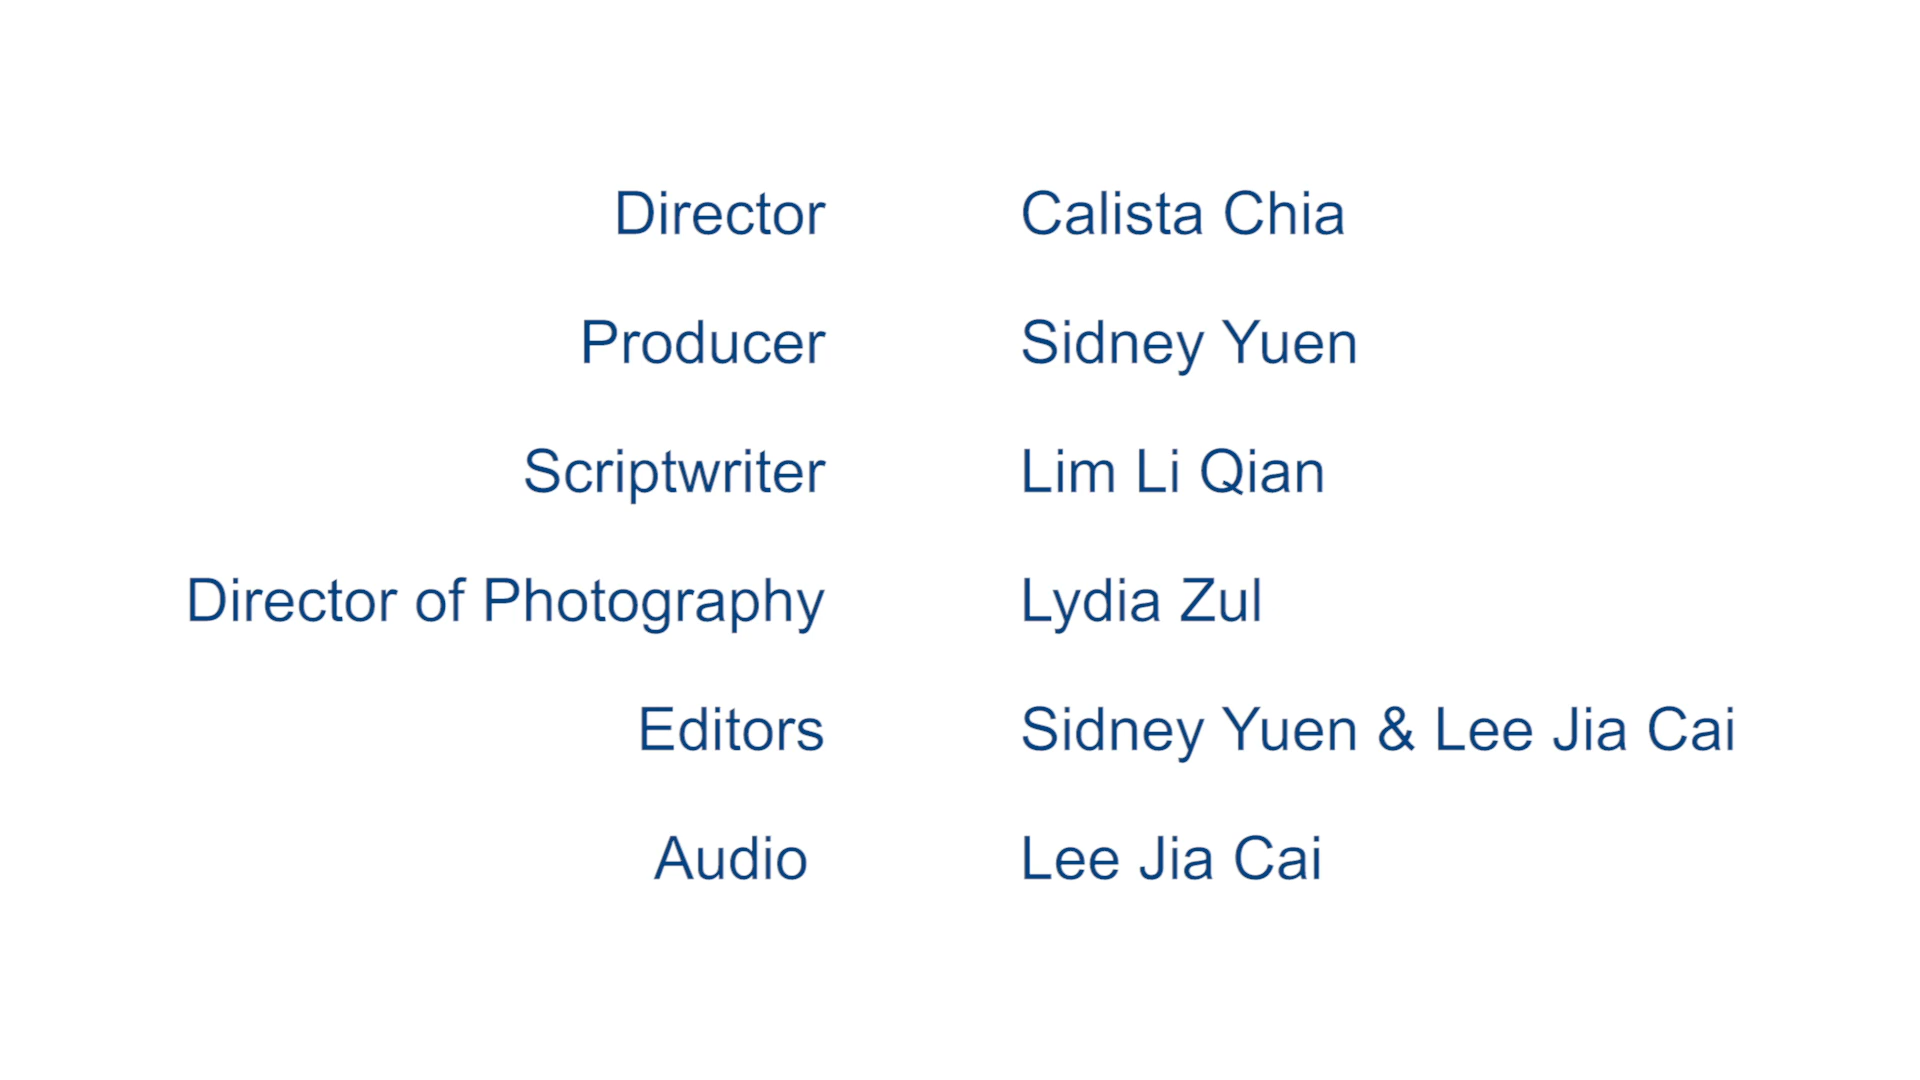 Director Calista Chia
Producer Sidney Yuen
Scriptwriter Lim Li Qian
Director of Photography Lydia Zul
Editors Sidney Yuen & Lee Jia Cai
Audio Lee Jia Cai